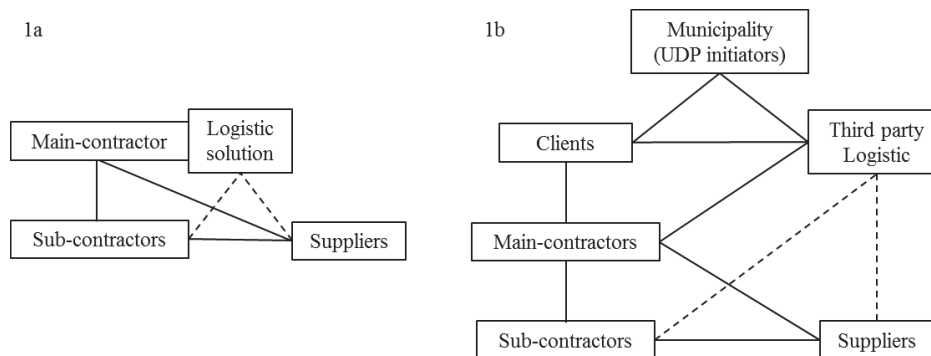 1a
Main-contractor
Logistic
solution
Sub-contractors
Suppliers
1b
Municipality
(UDP initiators)
Clients
Third party
Logistic
Main-contractors
Sub-contractors
Suppliers